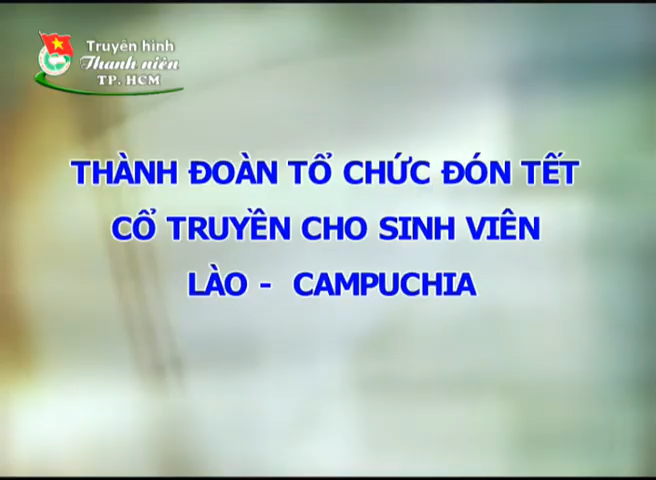 Truyền hình
Thanh niên
TP. HCM
THÀNH ĐOÀN TỔ CHỨC ĐÓN TẾT
CỔ TRUYỀN CHO SINH VIÊN
LÀO - CAMPUCHIA